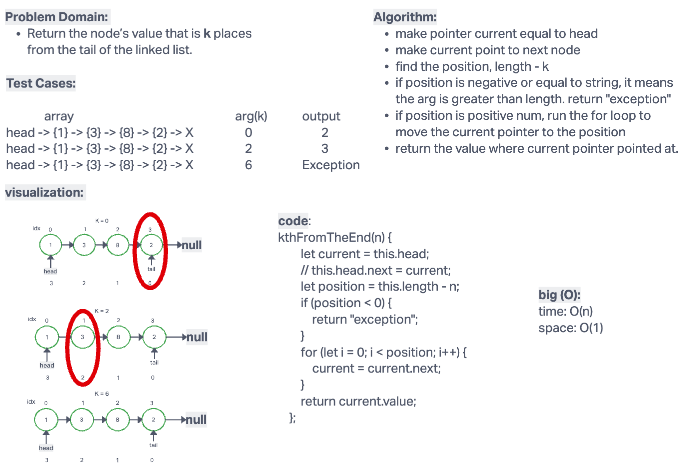 Problem Domain:
• Return the node's value that is k places
from the tail of the linked list.
Test Cases:
array arg(k) output
head -> {1} -> {3} -> {8} -> {2} -> X 0 2
head -> {1} -> {3} -> {8} -> {2} -> X 2 3
head -> {1} -> {3} -> {8} -> {2} -> X 6 Exception
visualization:
K = 0
idx 0 1 2 3
1 3 8 2 null
head tail
3 2 1 0
K = 2
idx 0 1 2 3
1 3 8 2 null
head tail
3 2 1 0
K = 6
idx 0 1 2 3
1 3 8 2 null
head tail
3 2 1 0
Algorithm:
• make pointer current equal to head
• make current point to next node
• find the position, length - k
• if position is negative or equal to string, it means
the arg is greater than length. return "exception"
• if position is positive num, run the for loop to
move the current pointer to the position
• return the value where current pointer pointed at.
code:
kthFromTheEnd(n) {
let current = this.head;
// this.head.next = current;
let position = this.length - n;
if (position < 0) {
return "exception";
}
for (let i = 0; i < position; i++) {
current = current.next;
}
return current.value;
};
big (O):
time: O(n)
space: O(1)